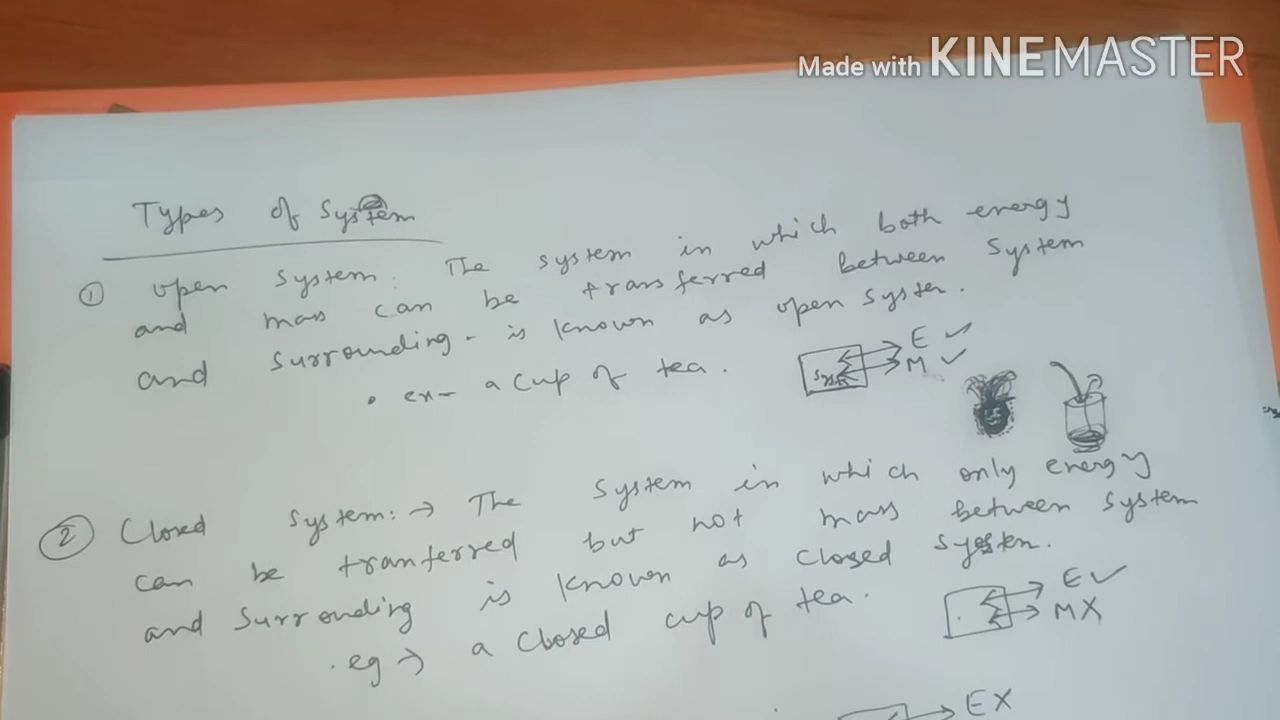 Made with KINEMASTER
Types of System
① open system: The system in which both energy
and mass can be transferred between system
and surrounding - is known as open system.
• ex- a cup of tea.
E ✓
M ✓
② Closed system: → The system in which only energy
can be tranferred but not mass between system
and surrounding is known as closed system.
. eg → a closed cup of tea.
E ✓
M X
E X